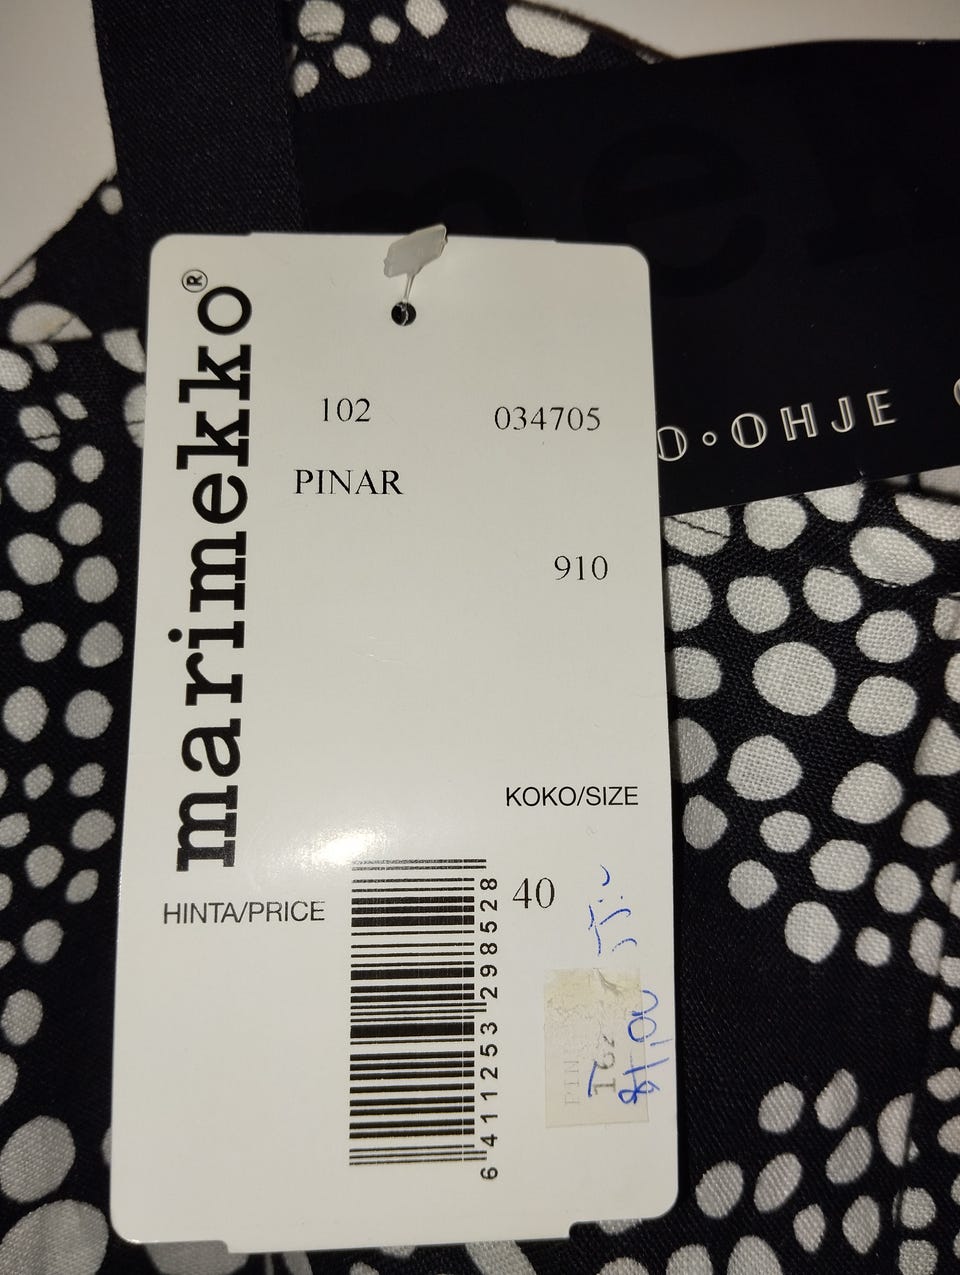 marimekko®
102 034705
PINAR
910
KOKO/SIZE
40
HINTA/PRICE
6 411253 298528
O•OHJE